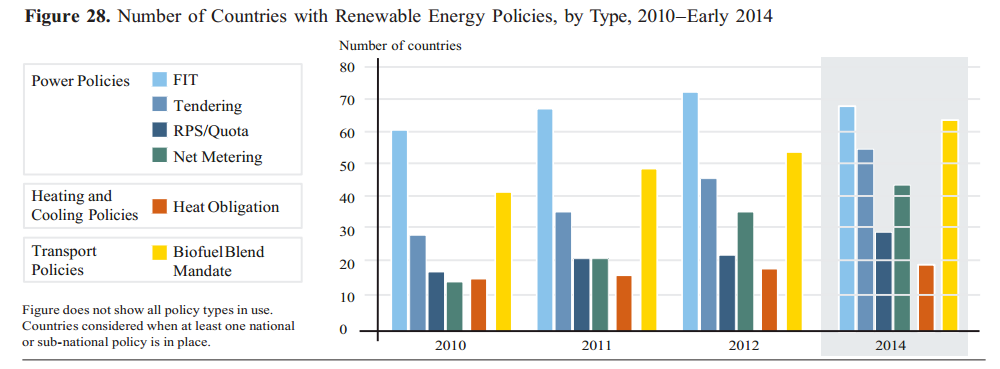 Figure 28. Number of Countries with Renewable Energy Policies, by Type, 2010–Early 2014
Number of countries
Power Policies
FIT
Tendering
RPS/Quota
Net Metering
Heating and
Cooling Policies
Heat Obligation
Transport
Policies
Biofuel Blend
Mandate
Figure does not show all policy types in use.
Countries considered when at least one national
or sub-national policy is in place.
80
70
60
50
40
30
20
10
0
2010
2011
2012
2014